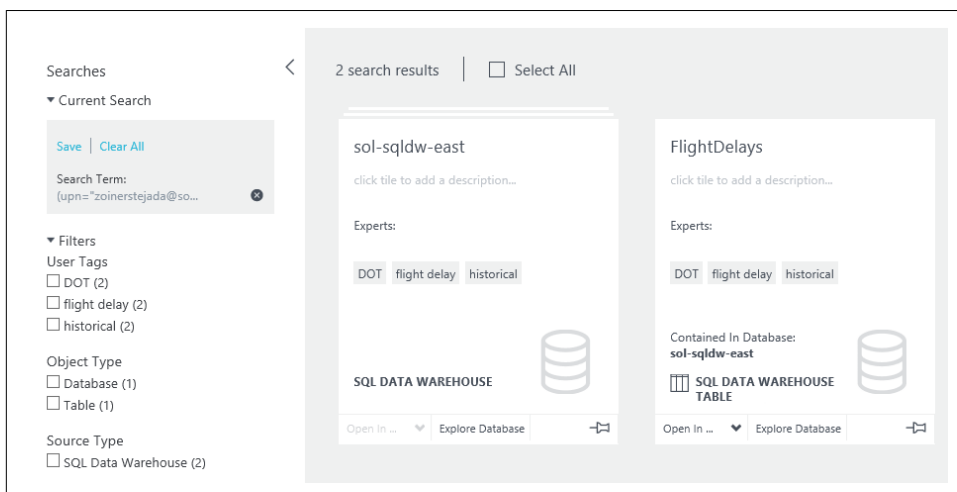 Searches
Current Search
Save
Clear All
Search Term:
(upn="zoinerstejada@so...
Filters
User Tags
DOT (2)
flight delay (2)
historical (2)
Object Type
Database (1)
Table (1)
Source Type
SQL Data Warehouse (2)
2 search results
Select All
sol-sqldw-east
click tile to add a description...
Experts:
DOT flight delay historical
SQL DATA WAREHOUSE
Open In ...
Explore Database
FlightDelays
click tile to add a description...
Experts:
DOT flight delay historical
Contained In Database:
sol-sqldw-east
SQL DATA WAREHOUSE
TABLE
Open In ...
Explore Database